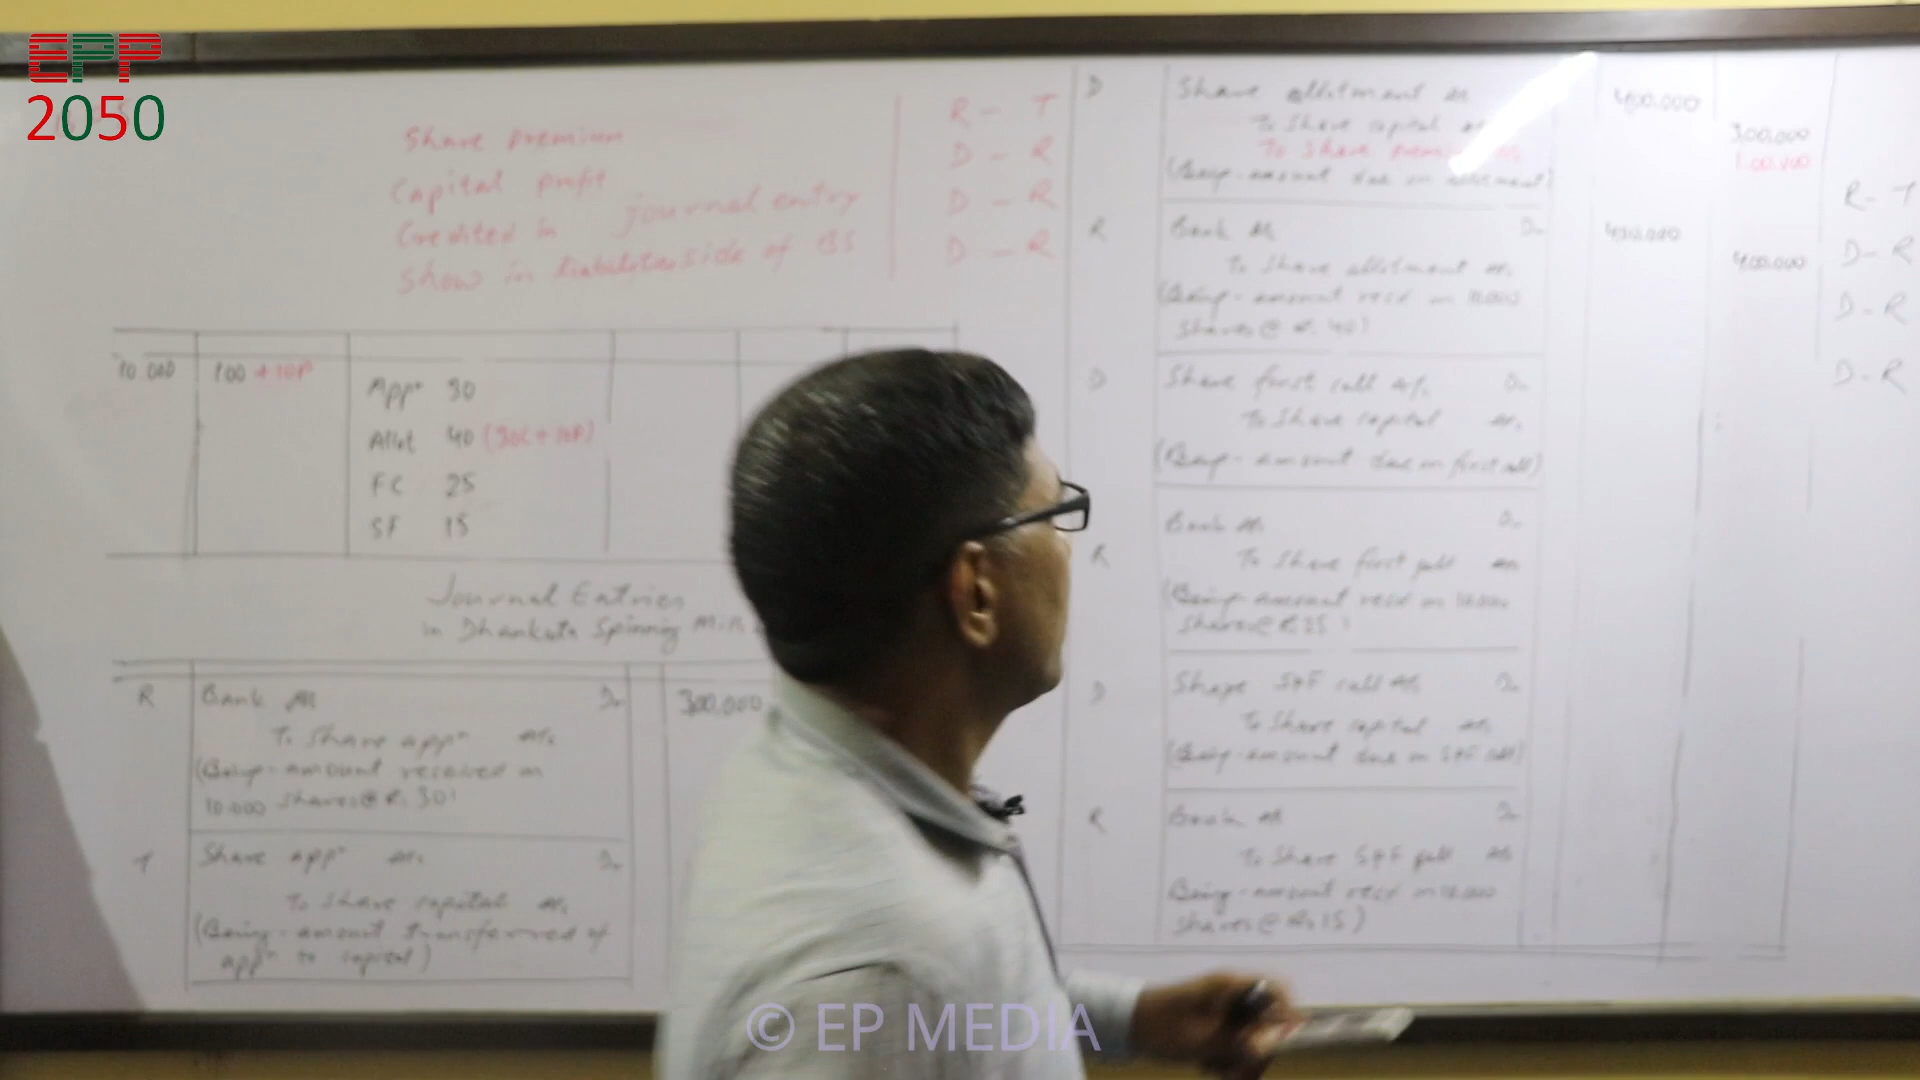 EPP
2050
Share premium
Capital profit
Credited in journal entry
Show in liabilities side of BS
R - T
D - R
D - R
D - R
10,000 100 + 10P
Appn 30
Allot 40 (30C + 10P)
FC 25
SF 15
Journal Entries
in Dhankuta Spinning Mills
R Bank A/c Dr 300,000
To Share appn A/c
(Being - amount received on
10,000 shares @ Rs 30)
T Share appn A/c Dr
To Share capital A/c
(Being - amount transferred of
appn to capital)
D Share allotment A/c 400,000
To Share capital A/c 300,000
To Share premium A/c 100,000
(Being - amount due on allotment)
R Bank A/c Dr 400,000
To Share allotment A/c 400,000
(Being - amount recd on 10,000
shares @ Rs 40)
D Share first call A/c Dr
To Share capital A/c
(Being - amount due on first call)
R Bank A/c Dr
To Share first call A/c
(Being - amount recd on 10,000
shares @ Rs 25)
D Share S&F call A/c Dr
To Share capital A/c
(Being - amount due on S&F call)
R Bank A/c Dr
To Share S&F call A/c
(Being - amount recd on 10,000
shares @ Rs 15)
R - T
D - R
D - R
D - R
© EP MEDIA